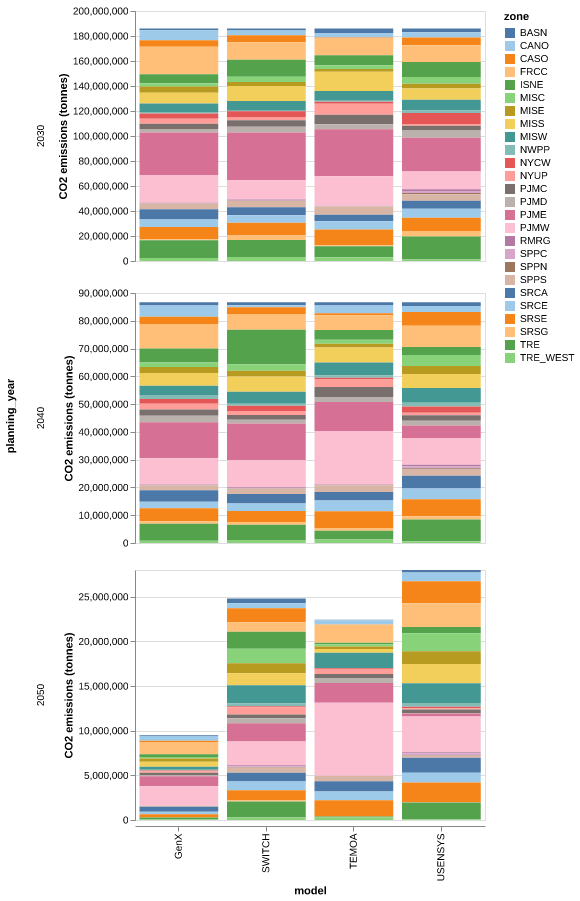 zone
BASN
CANO
CASO
FRCC
ISNE
MISC
MISE
MISS
MISW
NWPP
NYCW
NYUP
PJMC
PJMD
PJME
PJMW
RMRG
SPPC
SPPN
SPPS
SRCA
SRCE
SRSE
SRSG
TRE
TRE_WEST
planning_year
2030
CO2 emissions (tonnes)
200,000,000
180,000,000
160,000,000
140,000,000
120,000,000
100,000,000
80,000,000
60,000,000
40,000,000
20,000,000
0
2040
CO2 emissions (tonnes)
90,000,000
80,000,000
70,000,000
60,000,000
50,000,000
40,000,000
30,000,000
20,000,000
10,000,000
0
2050
CO2 emissions (tonnes)
25,000,000
20,000,000
15,000,000
10,000,000
5,000,000
0
GenX
SWITCH
TEMOA
USENSYS
model